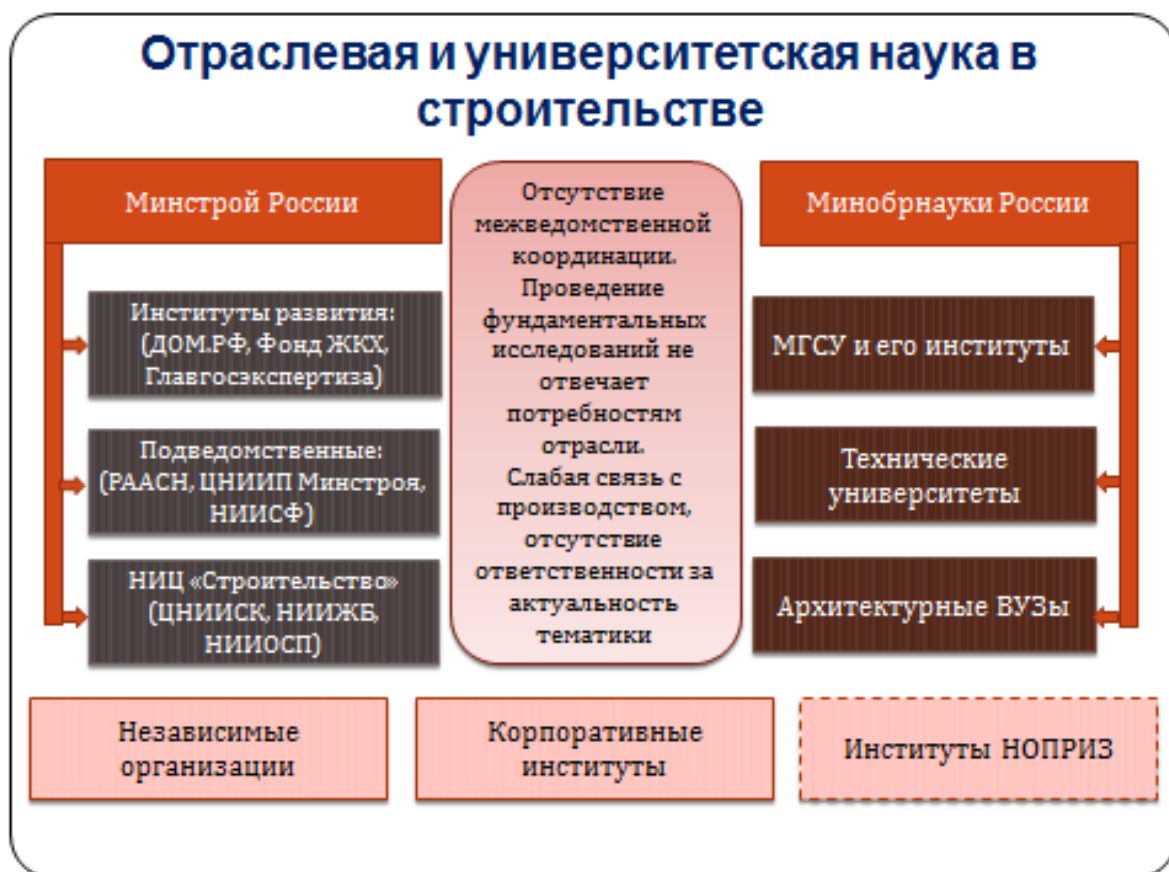 Отраслевая и университетская наука в
строительстве
Минстрой России
Институты развития:
(ДОМ.РФ, Фонд ЖКХ,
Главгосэкспертиза)
Подведомственные:
(РААСН, ЦНИИП Минстроя,
НИИСФ)
НИЦ «Строительство»
(ЦНИИСК, НИИЖБ,
НИИОСП)
Отсутствие
межведомственной
координации.
Проведение
фундаментальных
исследований не
отвечает
потребностям
отрасли.
Слабая связь с
производством,
отсутствие
ответственности за
актуальность
тематики
Минобрнауки России
МГСУ и его институты
Технические
университеты
Архитектурные ВУЗы
Независимые
организации
Корпоративные
институты
Институты НОПРИЗ